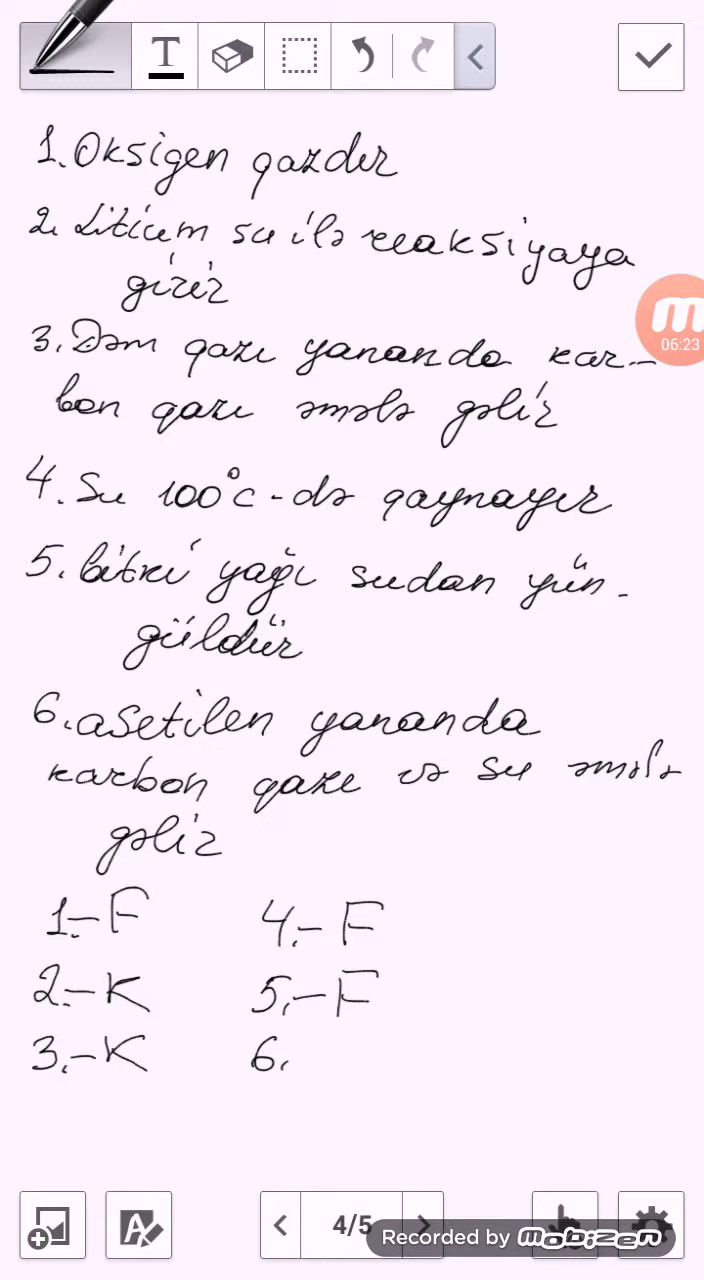 T
1. Oksigen qazdır
2. Litium su ilə reaksiyaya
girir
06:23
3. Dəm qazı yananda kar-
bon qazı əmələ gəlir
4. Su 100°C-də qaynayır
5. bitki yağı sudan yün-
güldür
6. asetilen yananda
karbon qazı və su əmələ
gəlir
1.-F 4.-F
2.-K 5.-F
3.-K 6.
A 4/5
Recorded by mobizen